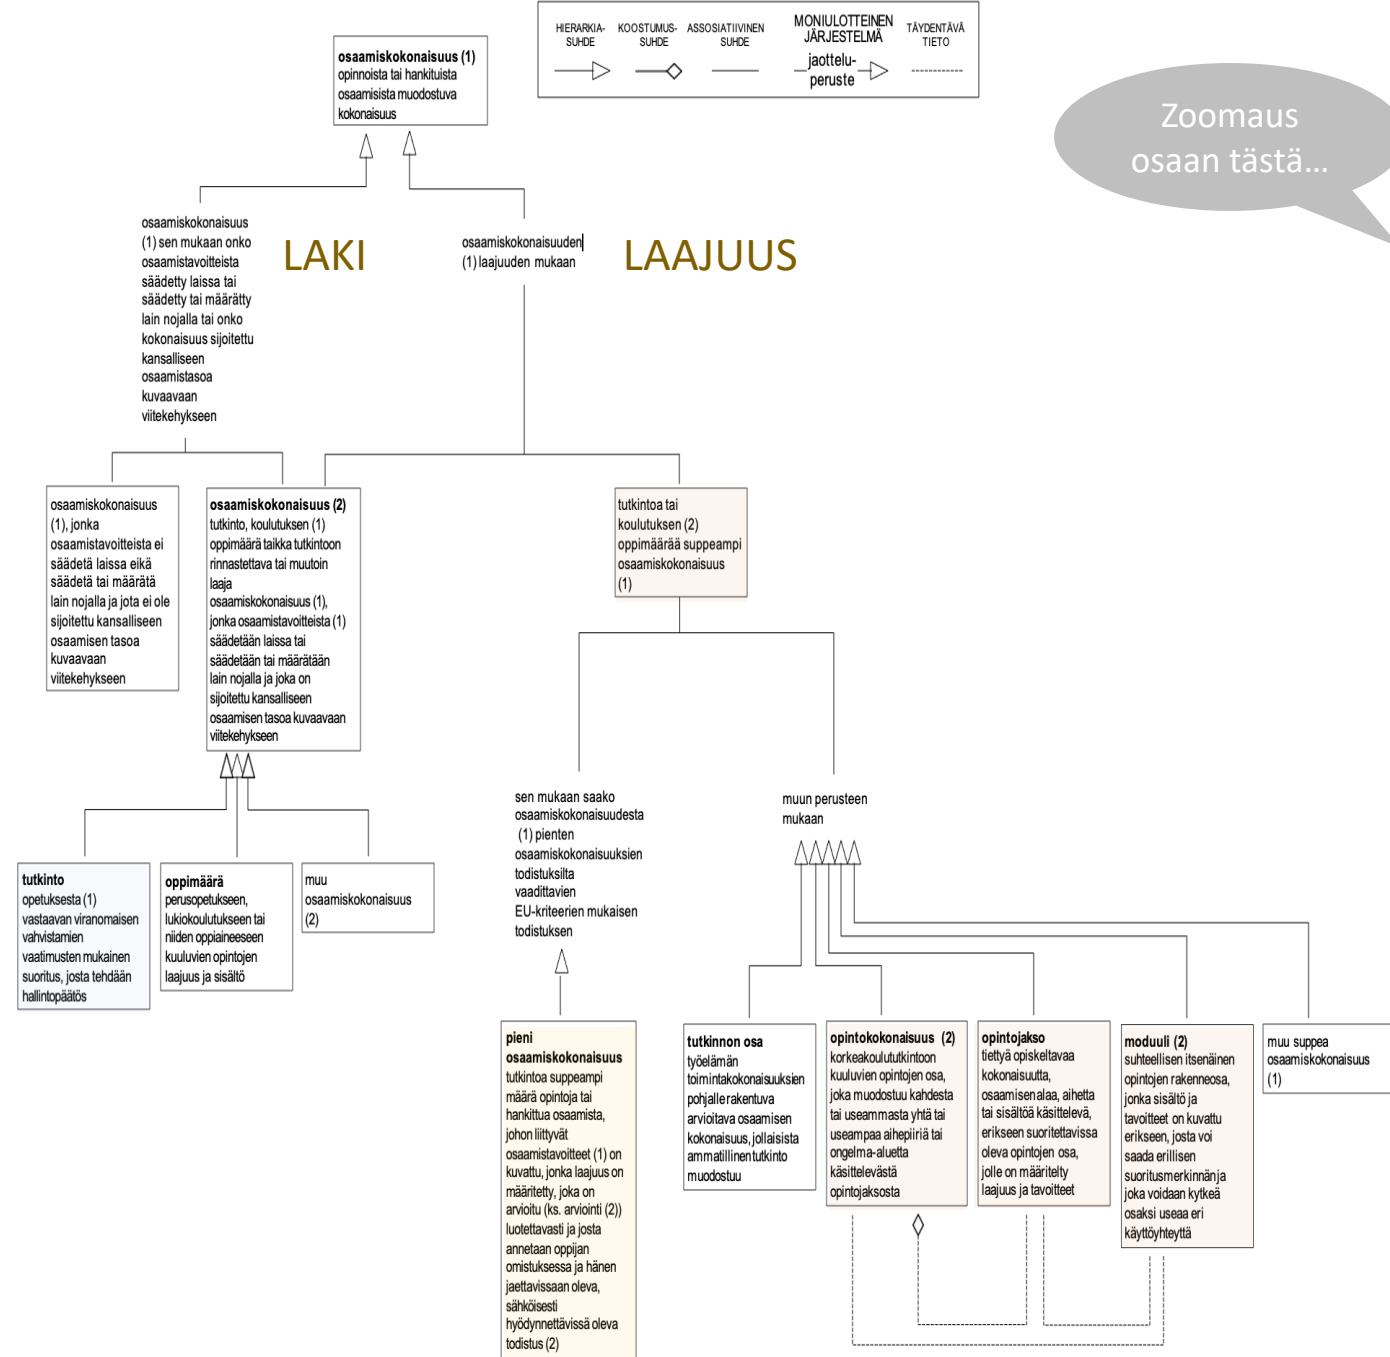 HIERARKIA-
SUHDE
KOOSTUMUS-
SUHDE
ASSOSIATIIVINEN
SUHDE
MONIULOTTEINEN
JÄRJESTELMÄ
jaottelu-
peruste
TÄYDENTÄVÄ
TIETO
Zoomaus
osaan tästä...
osaamiskokonaisuus (1)
opinnoista tai hankituista
osaamisista muodostuva
kokonaisuus
osaamiskokonaisuus
(1) sen mukaan onko
osaamistavoitteista
säädetty laissa tai
säädetty tai määrätty
lain nojalla tai onko
kokonaisuus sijoitettu
kansalliseen
osaamistasoa
kuvaavaan
viitekehykseen
LAKI
osaamiskokonaisuuden
(1) laajuuden mukaan
LAAJUUS
osaamiskokonaisuus
(1), jonka
osaamistavoitteista ei
säädetä laissa eikä
säädetä tai määrätä
lain nojalla ja jota ei ole
sijoitettu kansalliseen
osaamisen tasoa
kuvaavaan
viitekehykseen
osaamiskokonaisuus (2)
tutkinto, koulutuksen (1)
oppimäärä taikka tutkintoon
rinnastettava tai muutoin
laaja
osaamiskokonaisuus (1),
jonka osaamistavoitteista (1)
säädetään laissa tai
säädetään tai määrätään
lain nojalla ja joka on
sijoitettu kansalliseen
osaamisen tasoa kuvaavaan
viitekehykseen
tutkintoa tai
koulutuksen (2)
oppimäärää suppeampi
osaamiskokonaisuus
(1)
tutkinto
opetuksesta (1)
vastaavan viranomaisen
vahvistamien
vaatimusten mukainen
suoritus, josta tehdään
hallintopäätös
oppimäärä
perusopetukseen,
lukiokoulutukseen tai
niiden oppiaineeseen
kuuluvien opintojen
laajuus ja sisältö
muu
osaamiskokonaisuus
(2)
sen mukaan saako
osaamiskokonaisuudesta
(1) pienten
osaamiskokonaisuuksien
todistuksilta
vaadittavien
EU-kriteerien mukaisen
todistuksen
muun perusteen
mukaan
pieni
osaamiskokonaisuus
tutkintoa suppeampi
määrä opintoja tai
hankittua osaamista,
johon liittyvät
osaamistavoitteet (1) on
kuvattu, jonka laajuus on
määritetty, joka on
arvioitu (ks. arviointi (2))
luotettavasti ja josta
annetaan oppijan
omistuksessa ja hänen
jaettavissaan oleva,
sähköisesti
hyödynnettävissä oleva
todistus (2)
tutkinnon osa
työelämän
toimintakokonaisuuksien
pohjalle rakentuva
arvioitava osaamisen
kokonaisuus, jollaisista
ammatillinen tutkinto
muodostuu
opintokokonaisuus (2)
korkeakoulututkintoon
kuuluvien opintojen osa,
joka muodostuu kahdesta
tai useammasta yhtä tai
useampaa aihepiiriä tai
ongelma-aluetta
käsittelevästä
opintojaksosta
opintojakso
tiettyä opiskeltavaa
kokonaisuutta,
osaamisenalaa, aihetta
tai sisältöä käsittelevä,
erikseen suoritettavissa
oleva opintojen osa,
jolle on määritelty
laajuus ja tavoitteet
moduuli (2)
suhteellisen itsenäinen
opintojen rakenneosa,
jonka sisältö ja
tavoitteet on kuvattu
erikseen, josta voi
saada erillisen
suoritusmerkinnän ja
joka voidaan kytkeä
osaksi useaa eri
käyttöyhteyttä
muu suppea
osaamiskokonaisuus
(1)